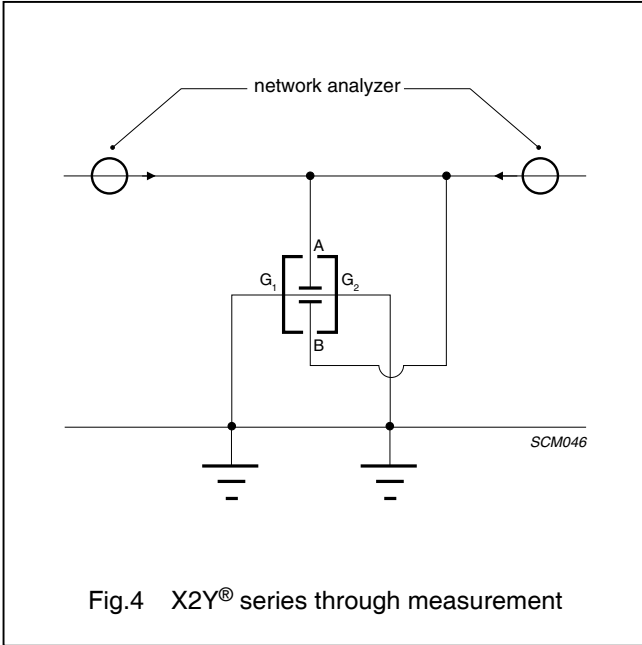 network analyzer
A
G1 G2
B
SCM046
Fig.4 X2Y® series through measurement